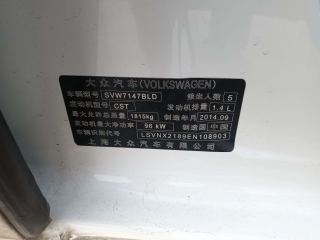 大众汽车(VOLKSWAGEN)
车辆型号 SVW7147BLD 乘坐人数 5
发动机型号 CST 发动机排量 1.4 L
最大允许总质量 1815kg 制造年月 2014.09
发动机最大净功率 96 kW 制造国 中国
车辆识别代号 LSVNX2189EN108903
上海大众汽车有限公司